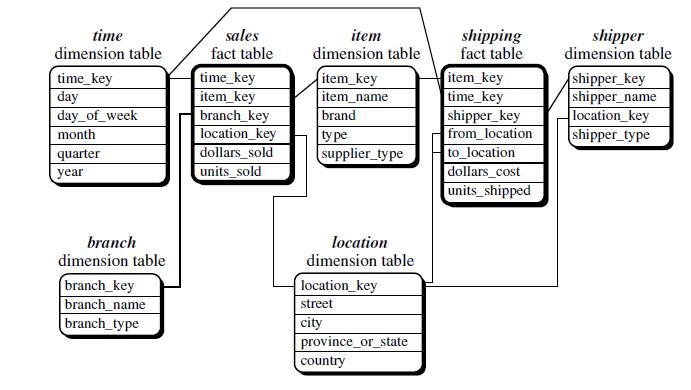 time
dimension table
time_key
day
day_of_week
month
quarter
year
sales
fact table
time_key
item_key
branch_key
location_key
dollars_sold
units_sold
item
dimension table
item_key
item_name
brand
type
supplier_type
shipping
fact table
item_key
time_key
shipper_key
from_location
to_location
dollars_cost
units_shipped
shipper
dimension table
shipper_key
shipper_name
location_key
shipper_type
branch
dimension table
branch_key
branch_name
branch_type
location
dimension table
location_key
street
city
province_or_state
country